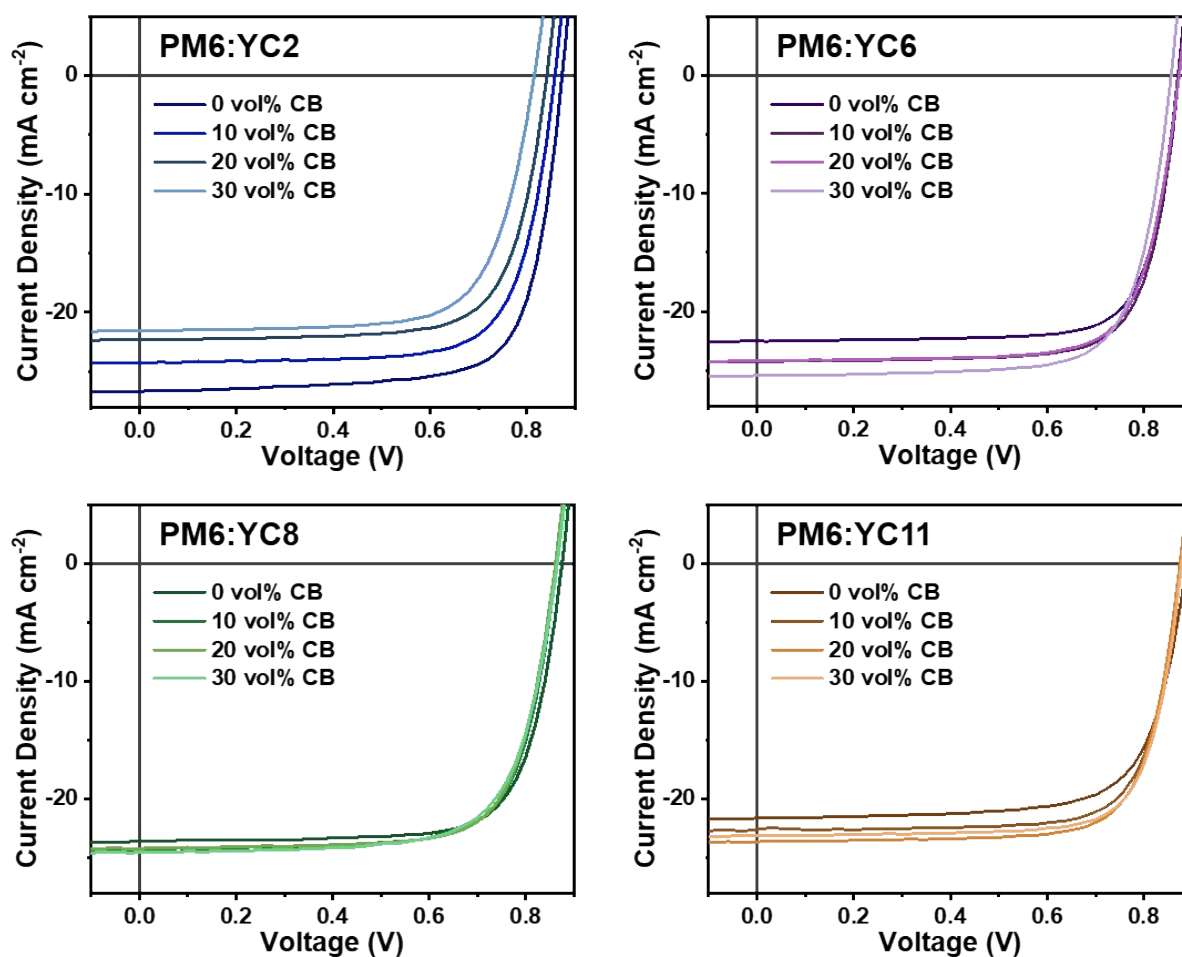 PM6:YC2
0 vol% CB
10 vol% CB
20 vol% CB
30 vol% CB
Current Density (mA cm⁻²)
0
-10
-20
0.0 0.2 0.4 0.6 0.8
Voltage (V)
PM6:YC6
0 vol% CB
10 vol% CB
20 vol% CB
30 vol% CB
Current Density (mA cm⁻²)
0
-10
-20
0.0 0.2 0.4 0.6 0.8
Voltage (V)
PM6:YC8
0 vol% CB
10 vol% CB
20 vol% CB
30 vol% CB
Current Density (mA cm⁻²)
0
-10
-20
0.0 0.2 0.4 0.6 0.8
Voltage (V)
PM6:YC11
0 vol% CB
10 vol% CB
20 vol% CB
30 vol% CB
Current Density (mA cm⁻²)
0
-10
-20
0.0 0.2 0.4 0.6 0.8
Voltage (V)